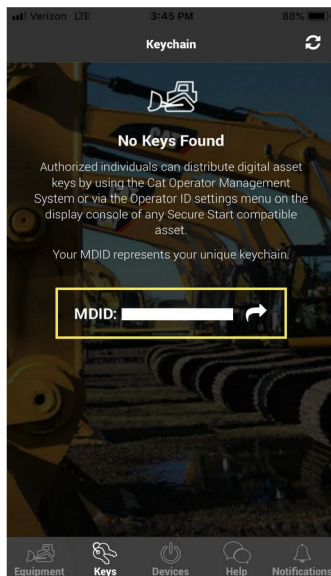 Verizon LTE 3:45 PM 88%
Keychain
CAT
No Keys Found
Authorized individuals can distribute digital asset
keys by using the Cat Operator Management
System or via the Operator ID settings menu on the
display console of any Secure Start compatible
asset.
Your MDID represents your unique keychain.
MDID:
Equipment Keys Devices Help Notifications